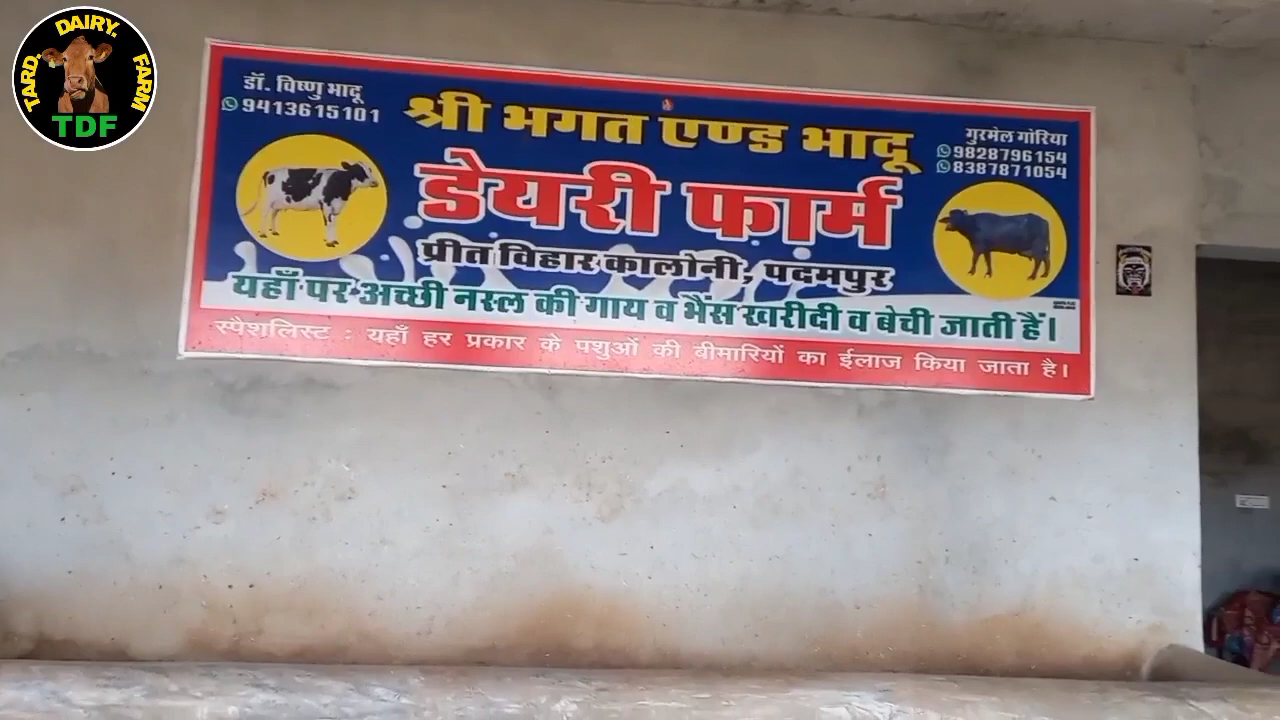 TARD. DAIRY. FARM
TDF
डॉ. विष्णु भादू
9413615101
श्री भगत एण्ड भादू
गुरमेल गोरिया
9828796154
8387871054
डेयरी फार्म
प्रीत विहार कालोनी, पदमपुर
यहाँ पर अच्छी नस्ल की गाय व भैंस खरीदी व बेची जाती हैं।
स्पैशलिस्ट : यहाँ हर प्रकार के पशुओं की बीमारियों का ईलाज किया जाता है।